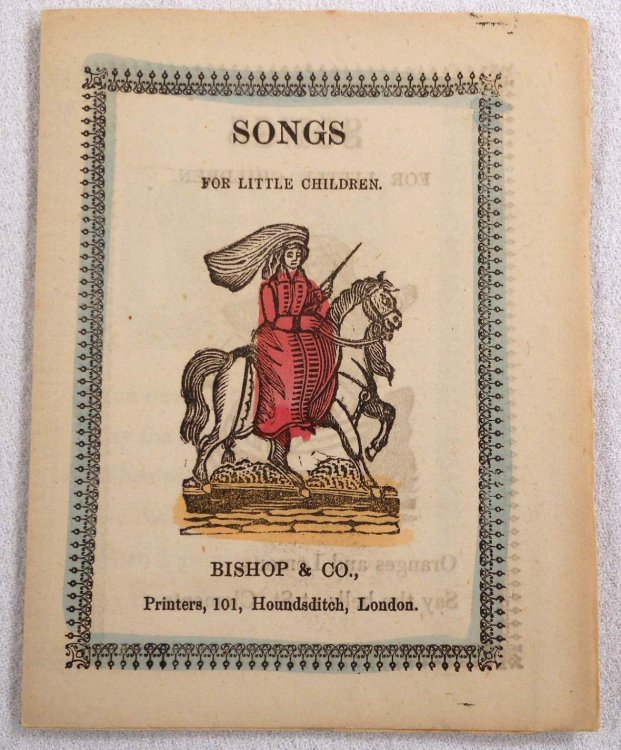 SONGS
FOR LITTLE CHILDREN.
BISHOP & CO.,
Printers, 101, Houndsditch, London.